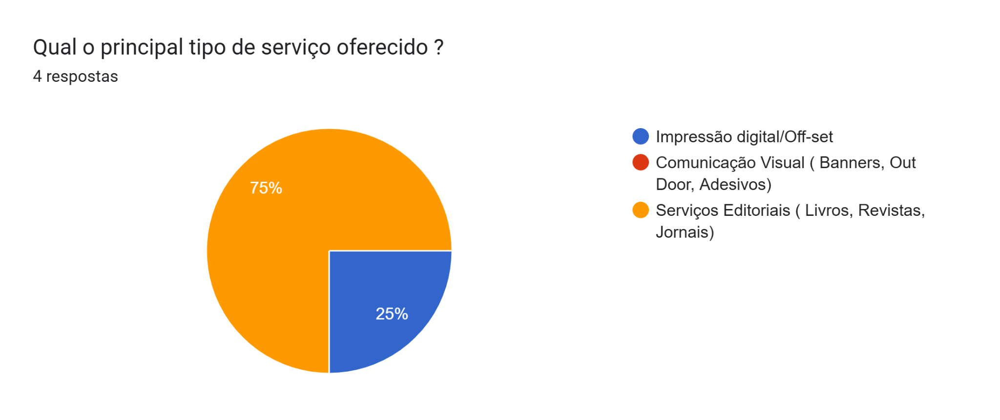 Qual o principal tipo de serviço oferecido ?
4 respostas
75%
25%
Impressão digital/Off-set
Comunicação Visual ( Banners, Out
Door, Adesivos)
Serviços Editoriais ( Livros, Revistas,
Jornais)